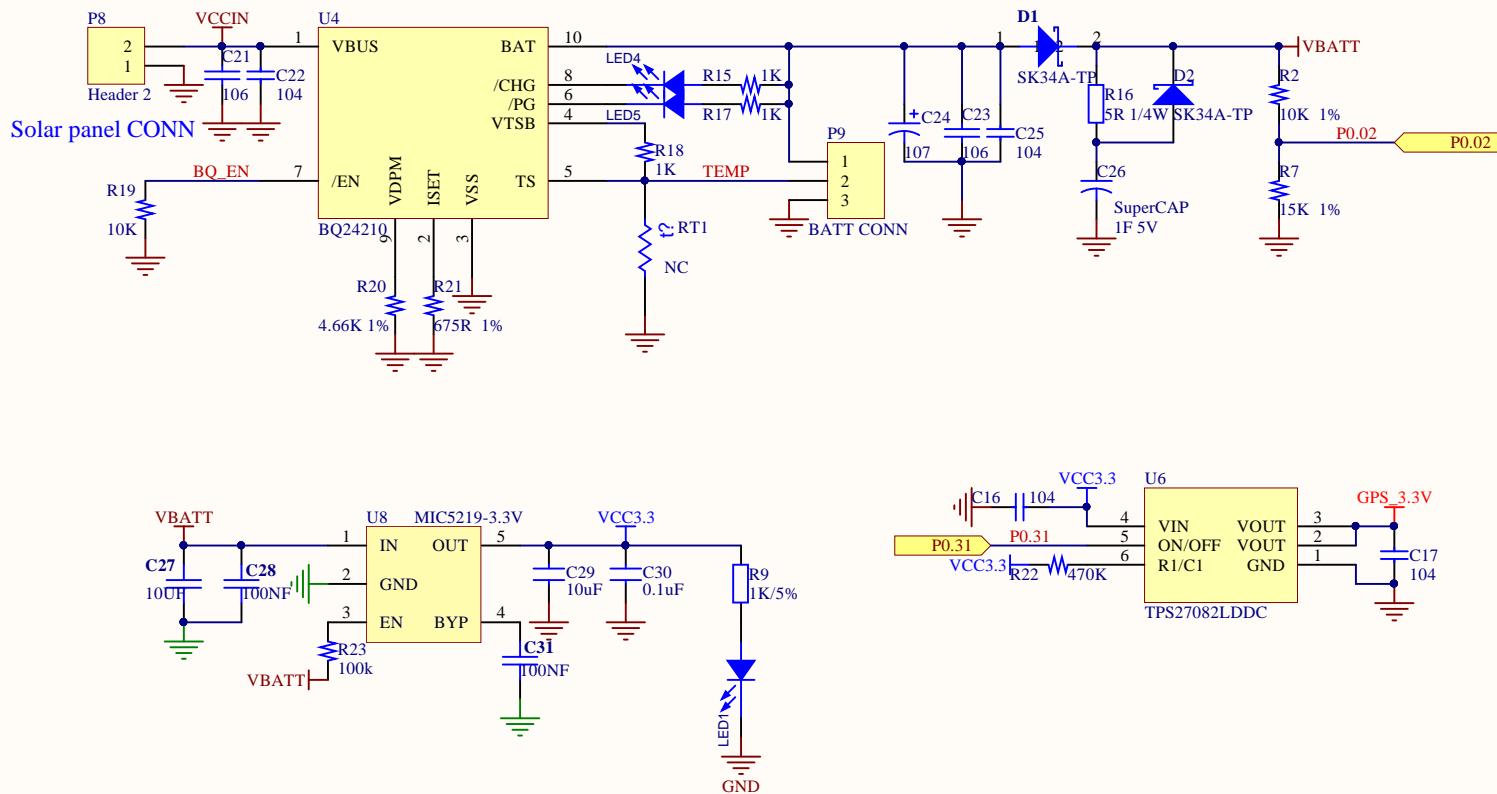 P8
2
1
Header 2
Solar panel CONN
VCCIN
C21
106
C22
104
U4
1
VBUS
BAT
10
/CHG
8
/PG
6
VTSB
4
7
/EN
TS
5
VDPM
ISET
VSS
BQ24210
9
2
3
BQ_EN
R19
10K
R20
4.66K 1%
R21
675R 1%
LED4
LED5
R15
1K
R17
1K
R18
1K
TEMP
t?
RT1
NC
P9
1
2
3
BATT CONN
C24
107
C23
106
C25
104
D1
1
2
SK34A-TP
R16
5R 1/4W
D2
SK34A-TP
C26
SuperCAP
1F 5V
VBATT
R2
10K 1%
P0.02
P0.02
R7
15K 1%
VBATT
C27
10UF
C28
100NF
U8
MIC5219-3.3V
1
IN
OUT
5
2
GND
3
EN
BYP
4
R23
100k
VBATT
C31
100NF
VCC3.3
C29
10uF
C30
0.1uF
R9
1K/5%
LED1
GND
C16
104
VCC3.3
P0.31
P0.31
VCC3.3
R22
470K
U6
4
VIN
VOUT
3
5
ON/OFF
VOUT
2
6
R1/C1
GND
1
TPS27082LDDC
GPS_3.3V
C17
104